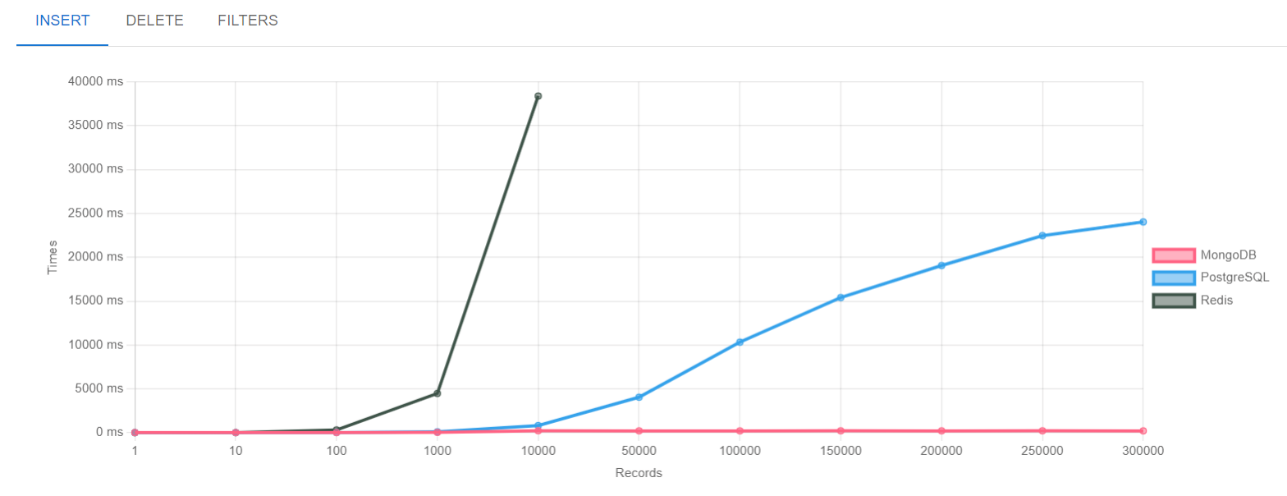 INSERT DELETE FILTERS
40000 ms
35000 ms
30000 ms
25000 ms
20000 ms
15000 ms
10000 ms
5000 ms
0 ms
Times
1 10 100 1000 10000 50000 100000 150000 200000 250000 300000
Records
MongoDB
PostgreSQL
Redis